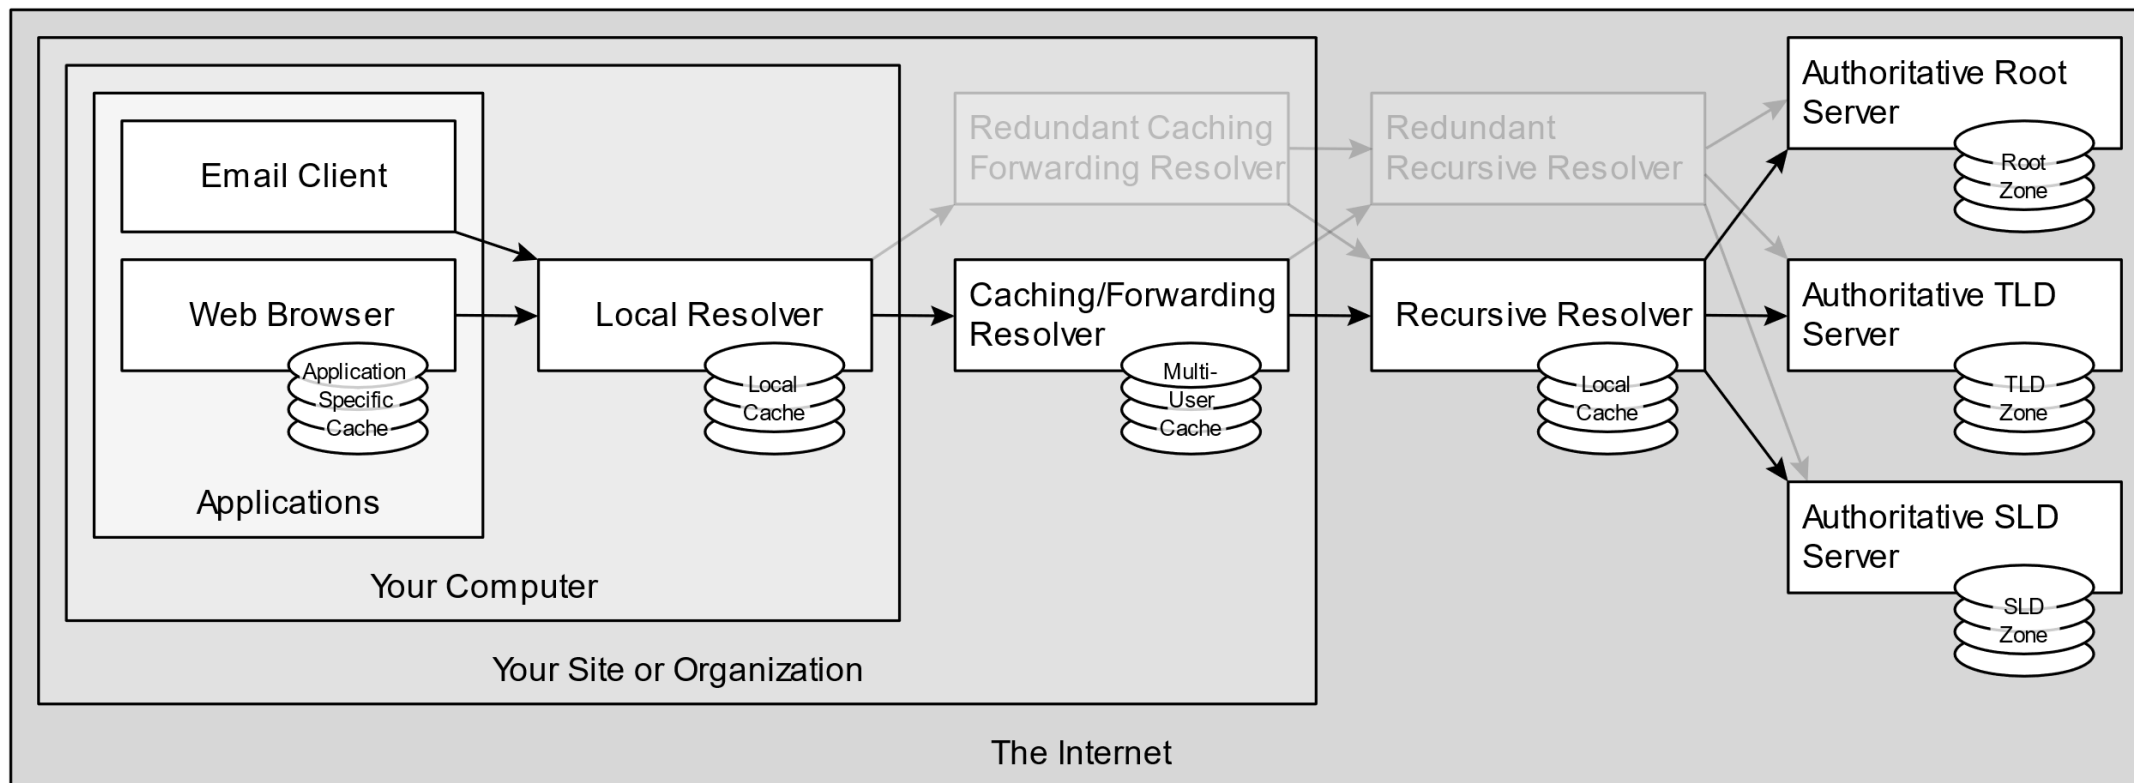 Email Client
Web Browser
Application
Specific
Cache
Applications
Local Resolver
Local
Cache
Your Computer
Redundant Caching
Forwarding Resolver
Caching/Forwarding
Resolver
Multi-
User
Cache
Your Site or Organization
Redundant
Recursive Resolver
Recursive Resolver
Local
Cache
Authoritative Root
Server
Root
Zone
Authoritative TLD
Server
TLD
Zone
Authoritative SLD
Server
SLD
Zone
The Internet